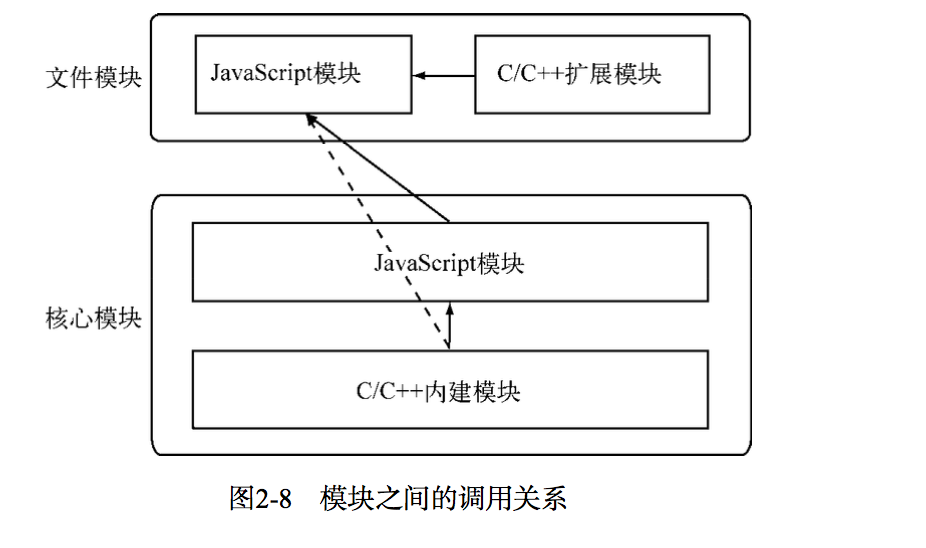 文件模块
JavaScript模块
C/C++扩展模块
核心模块
JavaScript模块
C/C++内建模块
图2-8 模块之间的调用关系